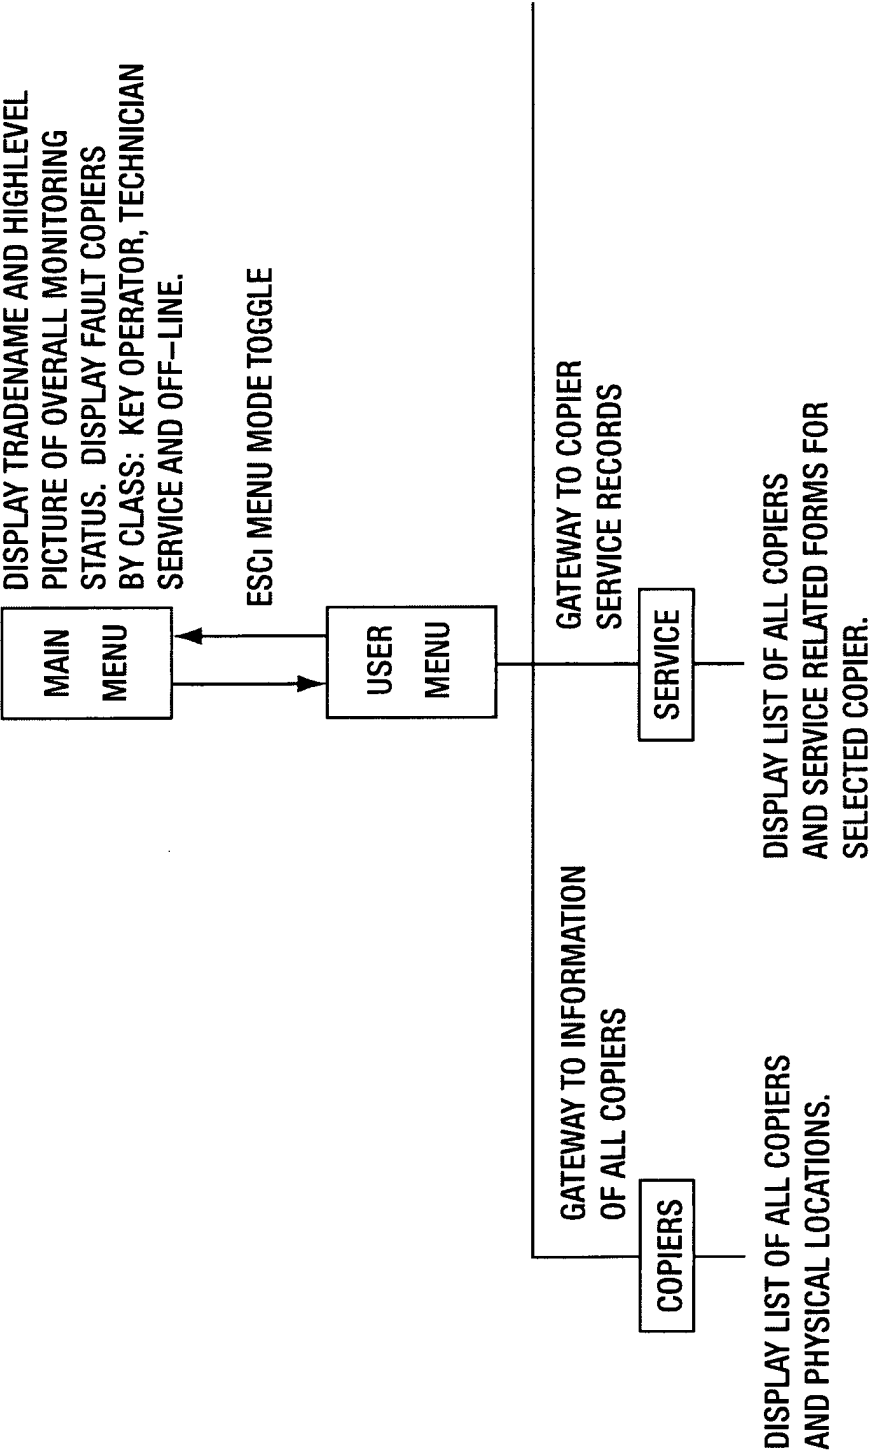 DISPLAY TRADENAME AND HIGHLEVEL
PICTURE OF OVERALL MONITORING
STATUS. DISPLAY FAULT COPIERS
BY CLASS: KEY OPERATOR, TECHNICIAN
SERVICE AND OFF–LINE.
MAIN
MENU
ESCi MENU MODE TOGGLE
USER
MENU
GATEWAY TO INFORMATION
OF ALL COPIERS
COPIERS
DISPLAY LIST OF ALL COPIERS
AND PHYSICAL LOCATIONS.
GATEWAY TO COPIER
SERVICE RECORDS
SERVICE
DISPLAY LIST OF ALL COPIERS
AND SERVICE RELATED FORMS FOR
SELECTED COPIER.